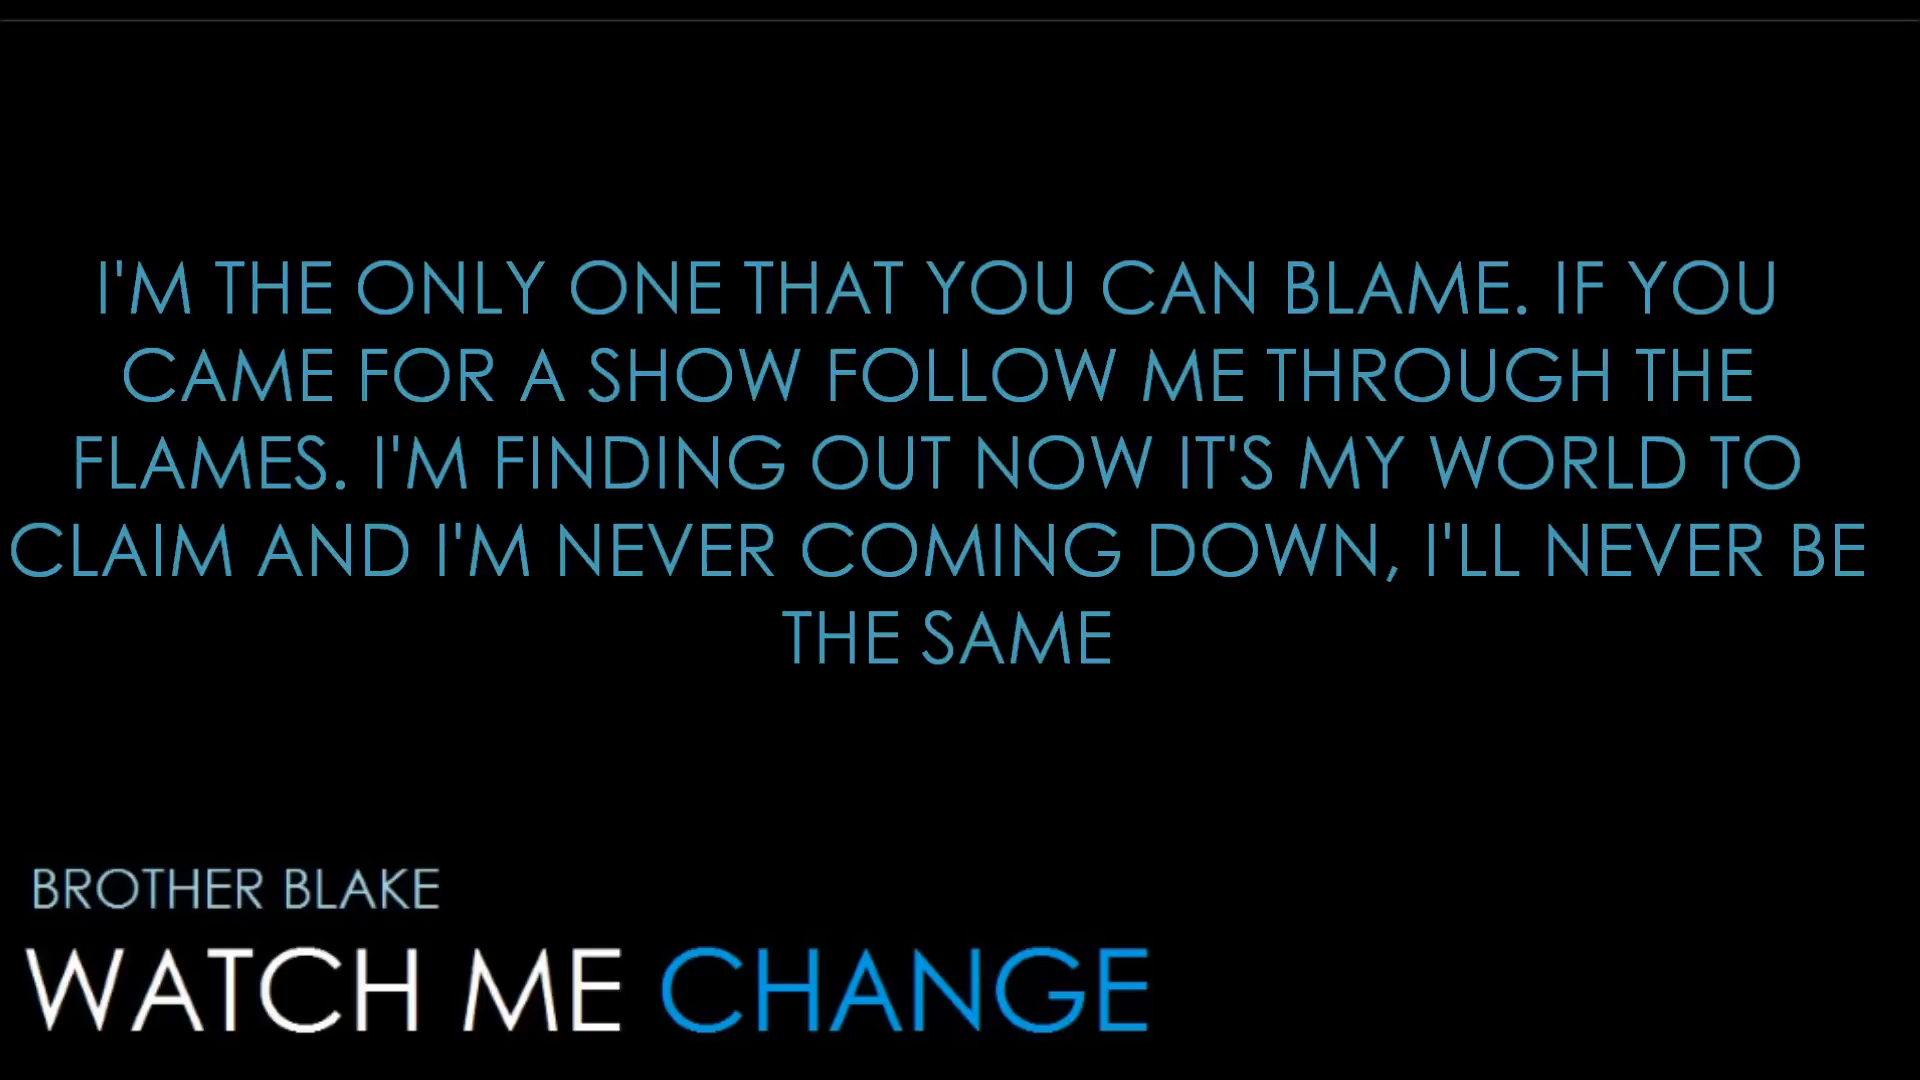 I'M THE ONLY ONE THAT YOU CAN BLAME. IF YOU
CAME FOR A SHOW FOLLOW ME THROUGH THE
FLAMES. I'M FINDING OUT NOW IT'S MY WORLD TO
CLAIM AND I'M NEVER COMING DOWN, I'LL NEVER BE
THE SAME
BROTHER BLAKE
WATCH ME CHANGE